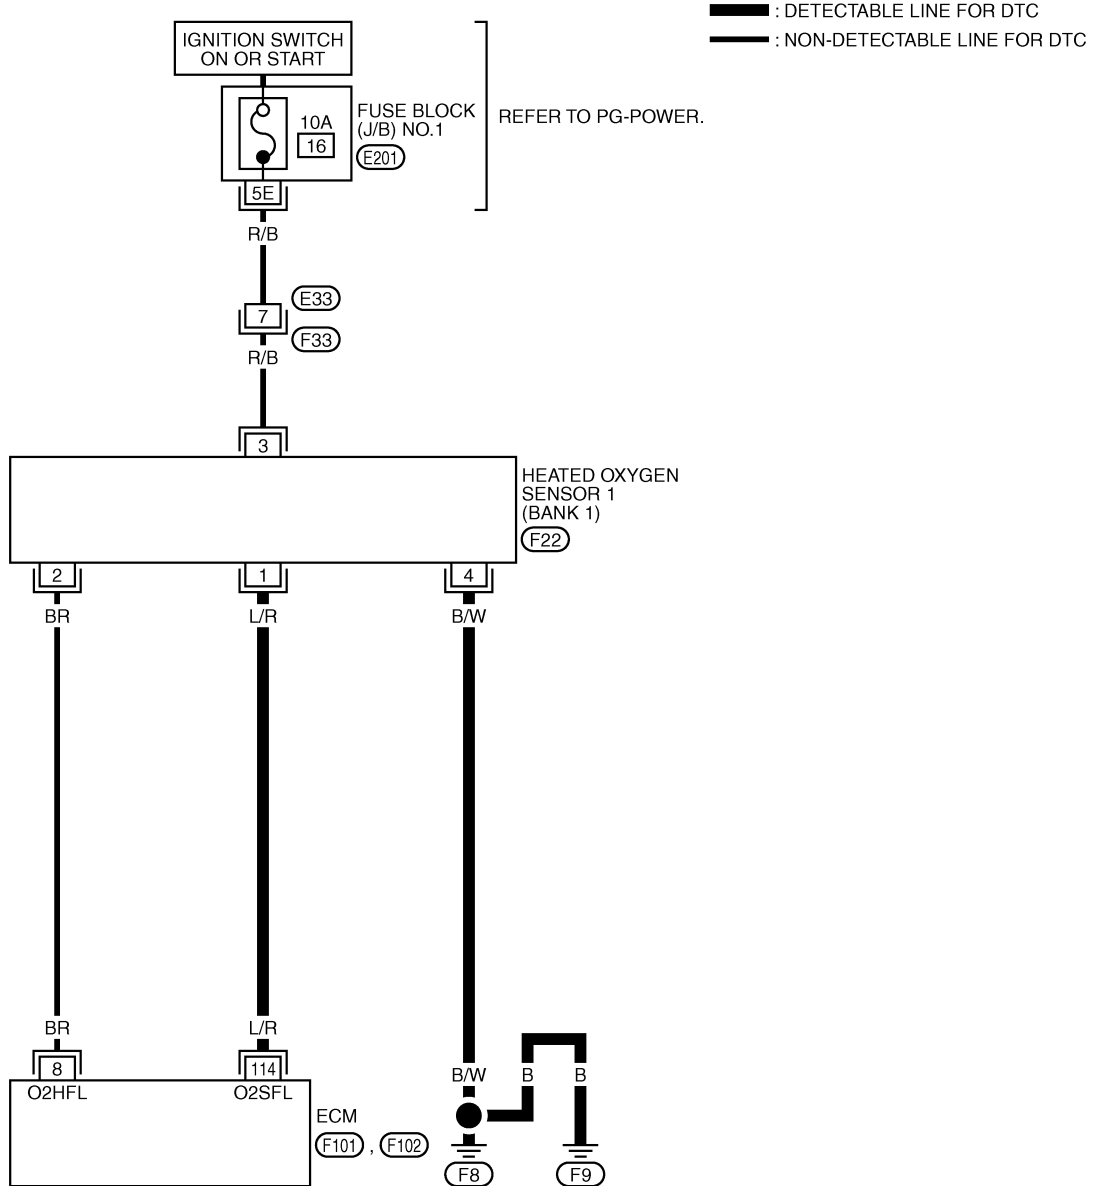 : DETECTABLE LINE FOR DTC
: NON-DETECTABLE LINE FOR DTC
IGNITION SWITCH
ON OR START
10A
16
FUSE BLOCK
(J/B) NO.1
E201
REFER TO PG-POWER.
5E
R/B
E33
7
F33
R/B
3
HEATED OXYGEN
SENSOR 1
(BANK 1)
F22
2
1
4
BR
L/R
B/W
BR
L/R
8
114
B/W
B
B
O2HFL
O2SFL
ECM
F101 , F102
F8
F9